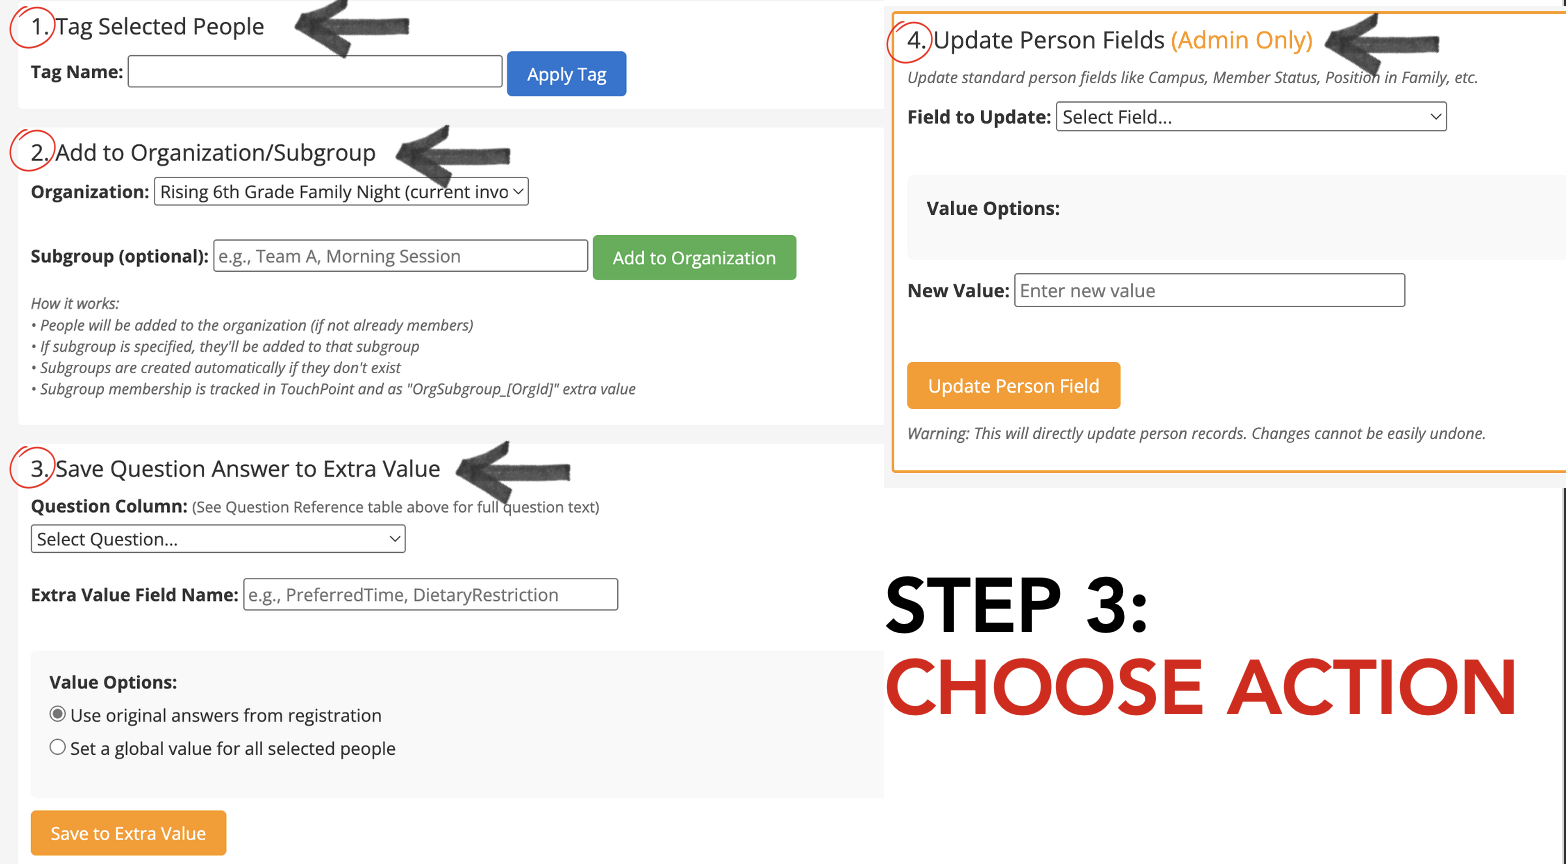 1. Tag Selected People
Tag Name:
Apply Tag
2. Add to Organization/Subgroup
Organization: Rising 6th Grade Family Night (current invo
Subgroup (optional): e.g., Team A, Morning Session
Add to Organization
How it works:
• People will be added to the organization (if not already members)
• If subgroup is specified, they'll be added to that subgroup
• Subgroups are created automatically if they don't exist
• Subgroup membership is tracked in TouchPoint and as "OrgSubgroup_[OrgId]" extra value
3. Save Question Answer to Extra Value
Question Column: (See Question Reference table above for full question text)
Select Question...
Extra Value Field Name: e.g., PreferredTime, DietaryRestriction
Value Options:
Use original answers from registration
Set a global value for all selected people
Save to Extra Value
4. Update Person Fields (Admin Only)
Update standard person fields like Campus, Member Status, Position in Family, etc.
Field to Update: Select Field...
Value Options:
New Value: Enter new value
Update Person Field
Warning: This will directly update person records. Changes cannot be easily undone.
STEP 3:
CHOOSE ACTION